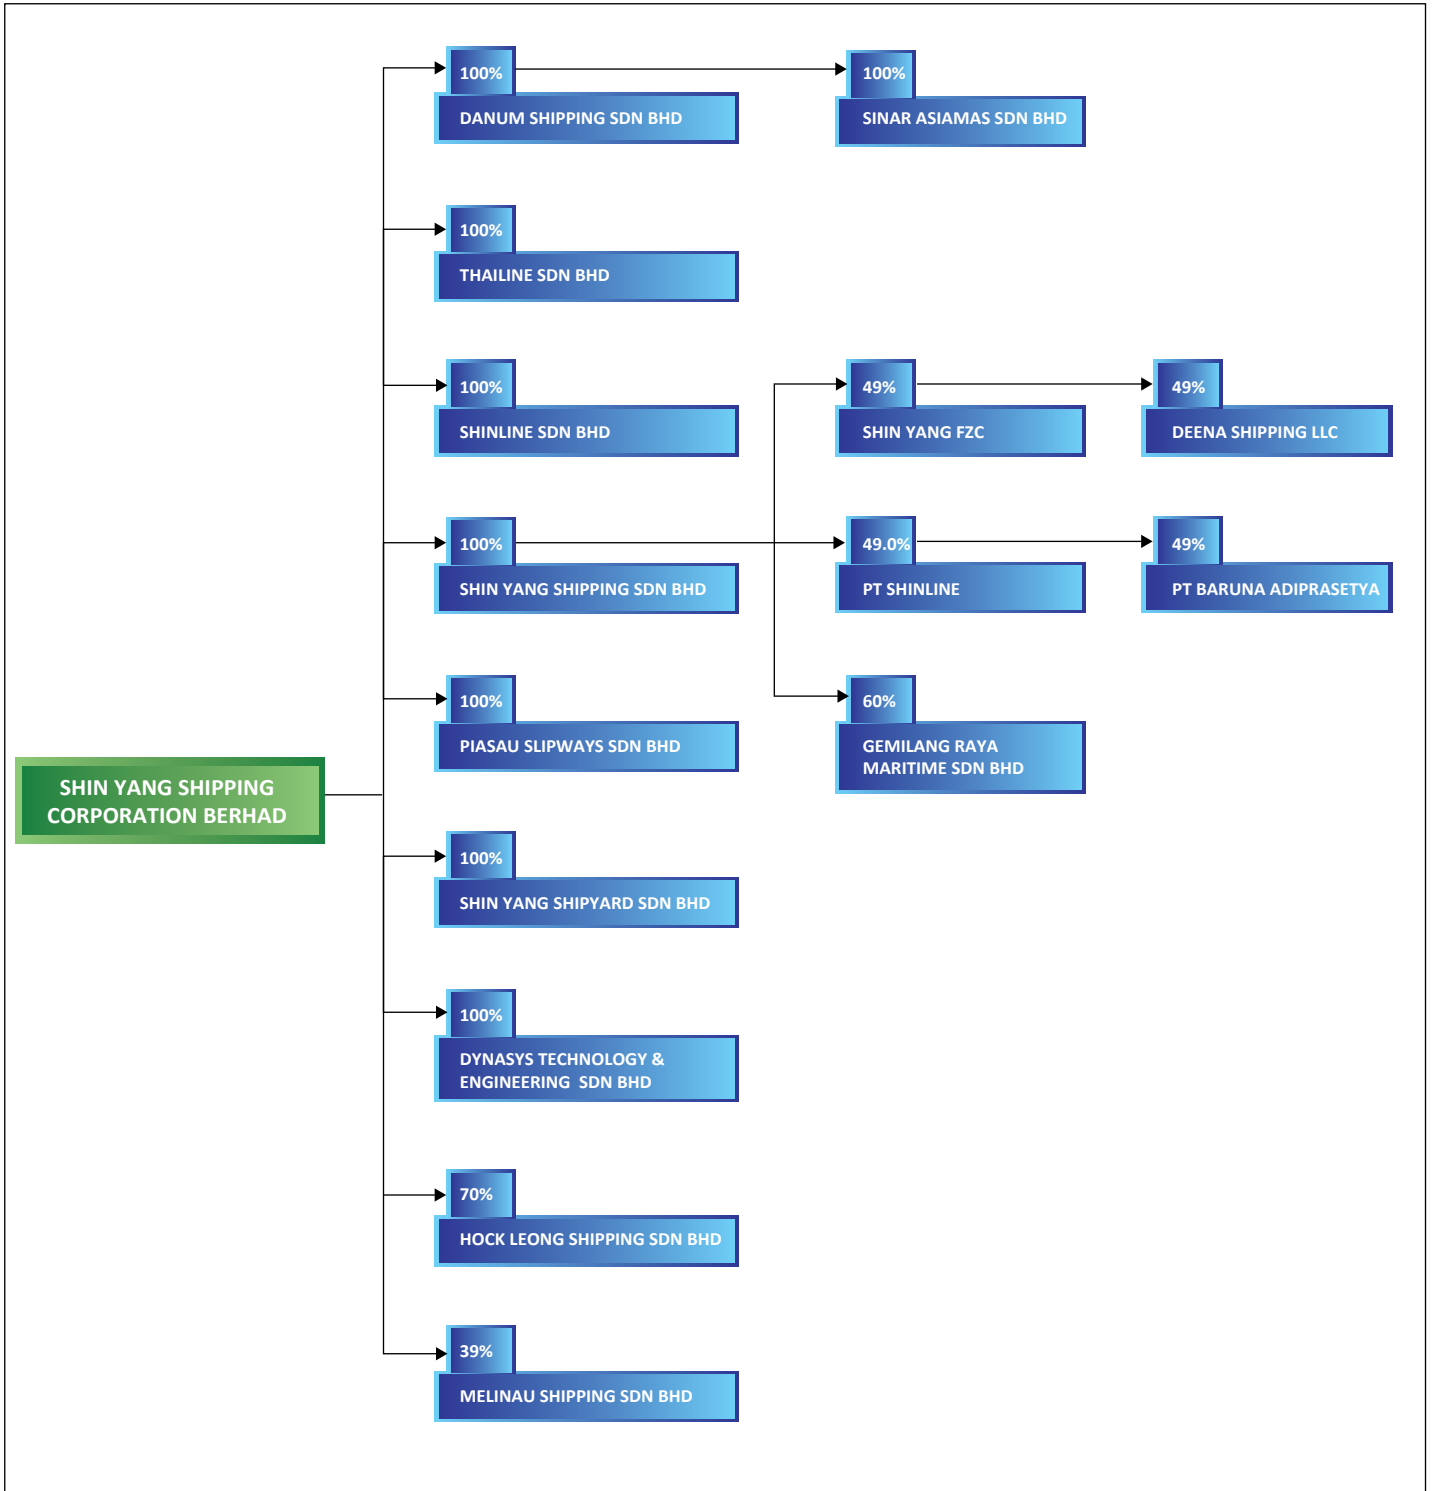 100%
DANUM SHIPPING SDN BHD
100%
SINAR ASIAMAS SDN BHD
100%
THAILINE SDN BHD
100%
SHINLINE SDN BHD
49%
SHIN YANG FZC
49%
DEENA SHIPPING LLC
100%
SHIN YANG SHIPPING SDN BHD
49.0%
PT SHINLINE
49%
PT BARUNA ADIPRASETYA
100%
PIASAU SLIPWAYS SDN BHD
60%
GEMILANG RAYA
MARITIME SDN BHD
SHIN YANG SHIPPING
CORPORATION BERHAD
100%
SHIN YANG SHIPYARD SDN BHD
100%
DYNASYS TECHNOLOGY &
ENGINEERING SDN BHD
70%
HOCK LEONG SHIPPING SDN BHD
39%
MELINAU SHIPPING SDN BHD